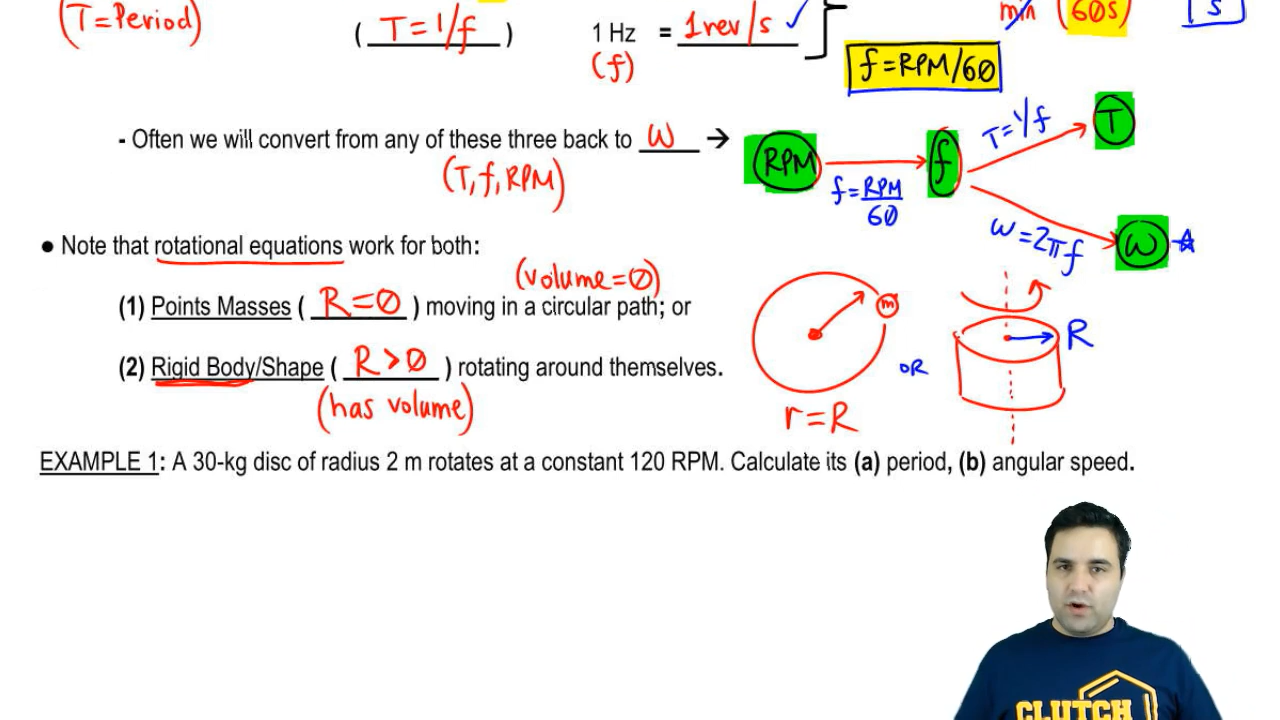 (T=Period)
( T=1/f )
1 Hz = 1rev/s ✓
(f)
min (60s)
s
f=RPM/60
- Often we will convert from any of these three back to ω →
(T, f, RPM)
RPM
f=RPM/60
f
T=1/f
T
ω=2πf
ω
● Note that rotational equations work for both:
(volume=0)
(1) Points Masses ( R=0 ) moving in a circular path; or
(2) Rigid Body/Shape ( R>0 ) rotating around themselves.
(has volume)
m
r=R
OR
R
EXAMPLE 1: A 30-kg disc of radius 2 m rotates at a constant 120 RPM. Calculate its (a) period, (b) angular speed.
CLUTCH